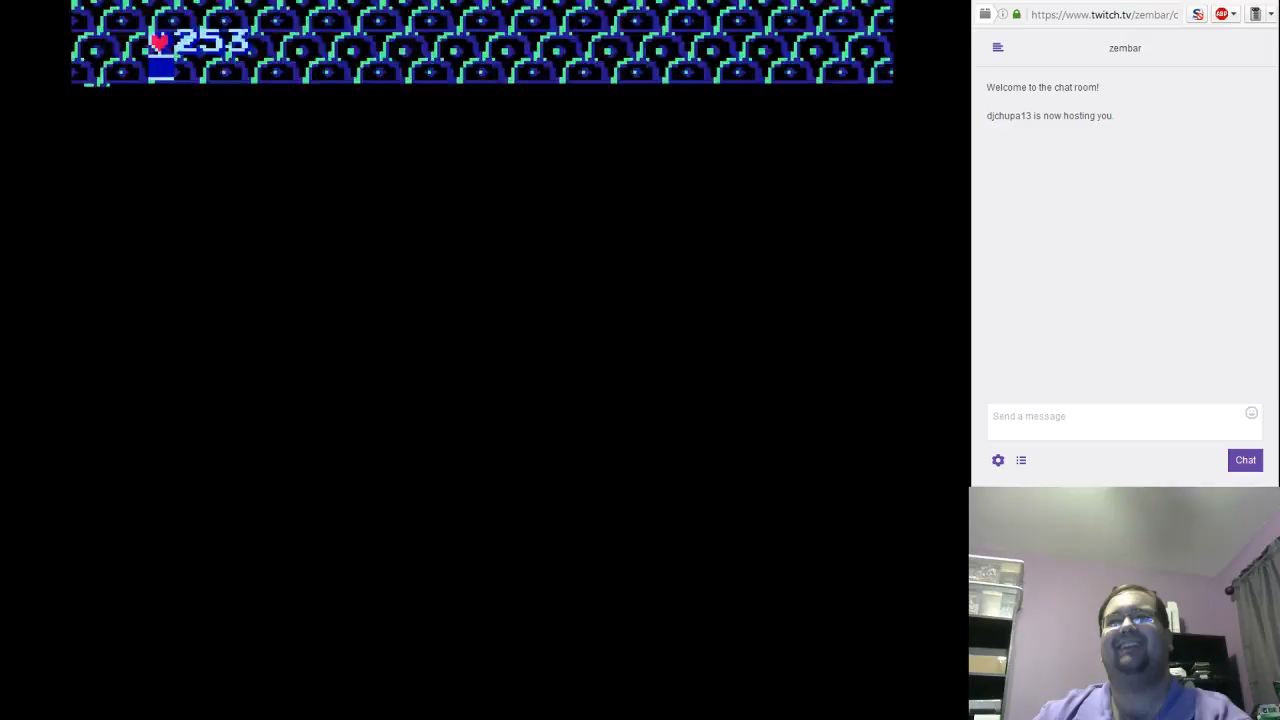 253
https://www.twitch.tv/zembar/c
ABP
zembar
Welcome to the chat room!
djchupa13 is now hosting you.
Send a message
Chat